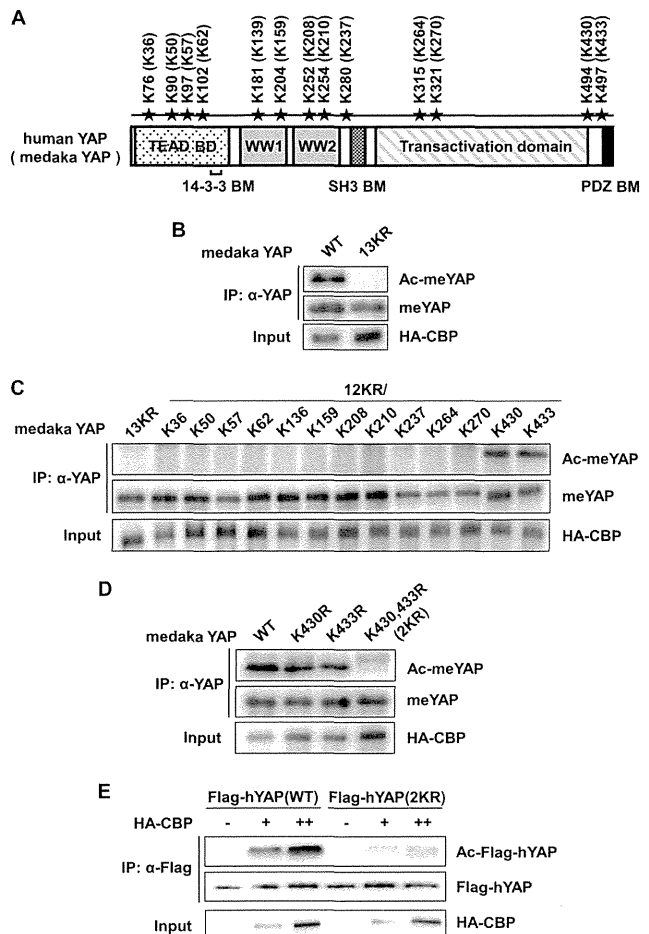 A
K76 (K36)
K90 (K50)
K97 (K57)
K102 (K62)
K181 (K139)
K204 (K159)
K252 (K208)
K254 (K210)
K280 (K237)
K315 (K264)
K321 (K270)
K494 (K430)
K497 (K433)
human YAP
( medaka YAP )
TEAD BD WW1 WW2 Transactivation domain
14-3-3 BM SH3 BM PDZ BM
B
medaka YAP WT 13KR
IP: α-YAP Ac-meYAP
meYAP
Input HA-CBP
C
12KR/
medaka YAP 13KR K36 K50 K57 K62 K136 K159 K208 K210 K237 K264 K270 K430 K433
IP: α-YAP Ac-meYAP
meYAP
Input HA-CBP
D
medaka YAP WT K430R K433R K430,433R (2KR)
IP: α-YAP Ac-meYAP
meYAP
Input HA-CBP
E
Flag-hYAP(WT) Flag-hYAP(2KR)
HA-CBP - + ++ - + ++
IP: α-Flag Ac-Flag-hYAP
Flag-hYAP
Input HA-CBP